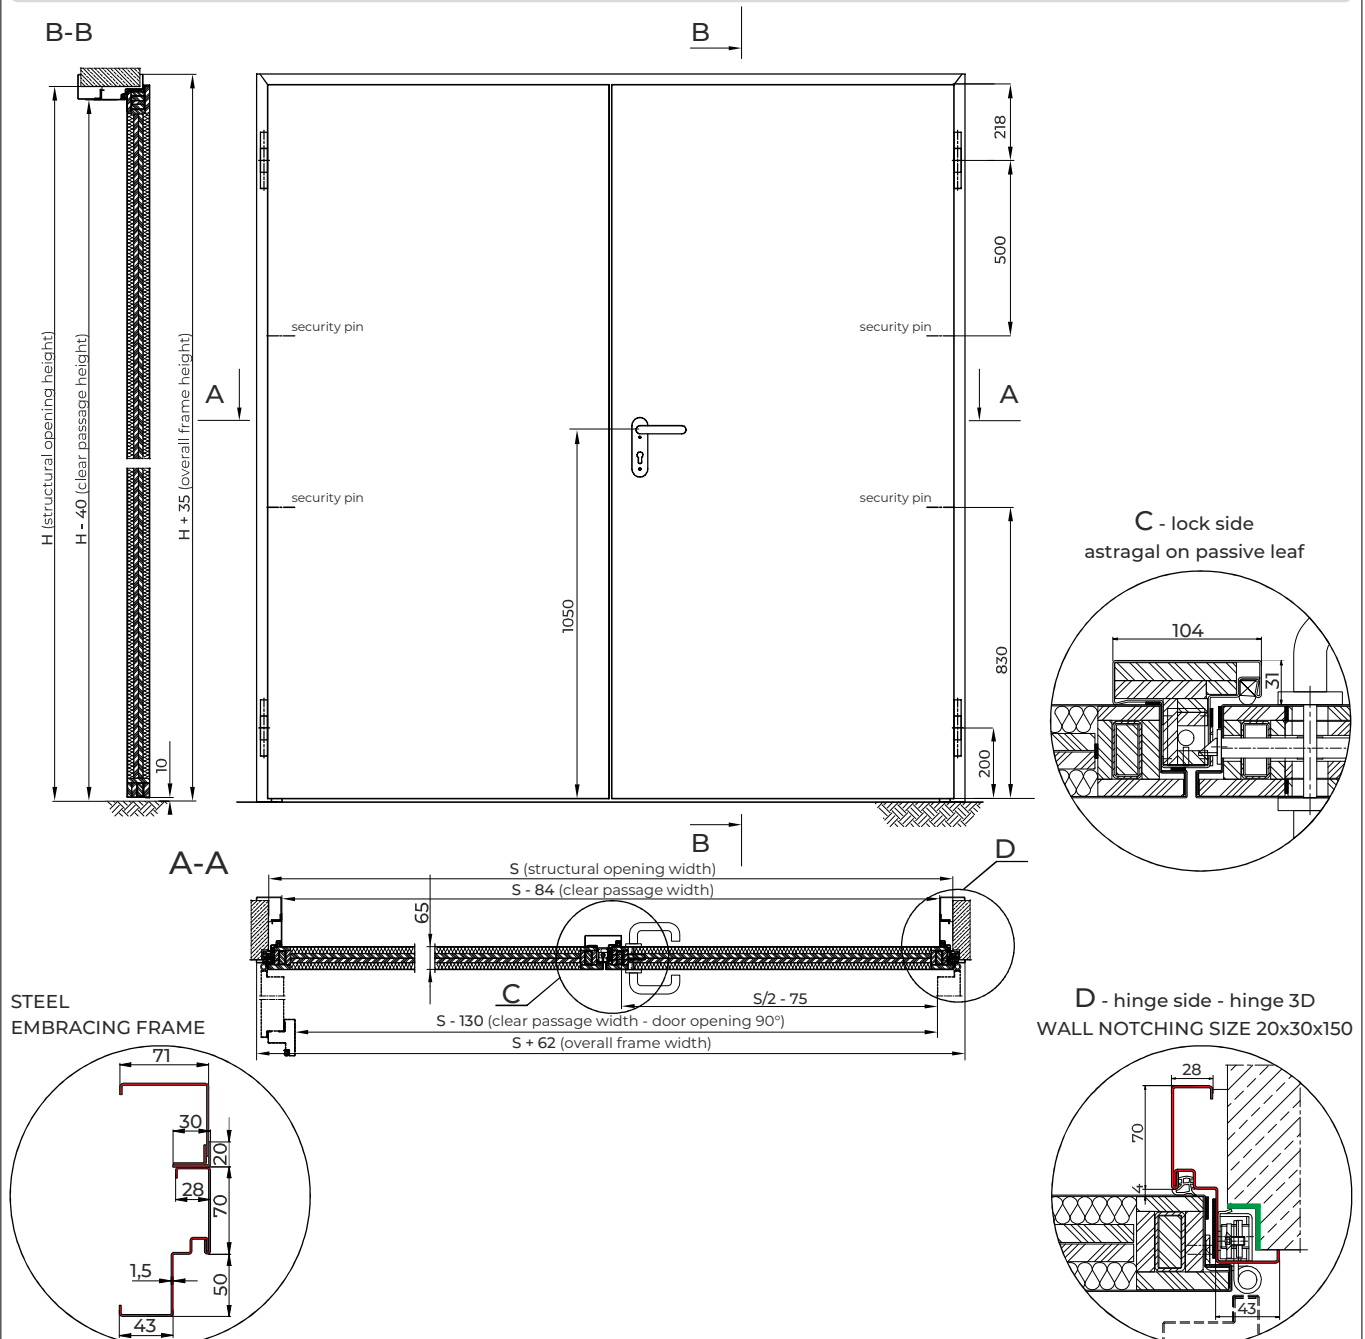 B-B
B
218
500
security pin
security pin
H (structural opening height)
H - 40 (clear passage height)
H + 35 (overall frame height)
A
A
security pin
security pin
1050
830
200
10
C - lock side
astragal on passive leaf
104
31
B
A-A
D
S (structural opening width)
S - 84 (clear passage width)
65
C
S/2 - 75
S - 130 (clear passage width - door opening 90°)
S + 62 (overall frame width)
STEEL
EMBRACING FRAME
71
30
20
28
70
1,5
50
43
D - hinge side - hinge 3D
WALL NOTCHING SIZE 20x30x150
28
70
4
43